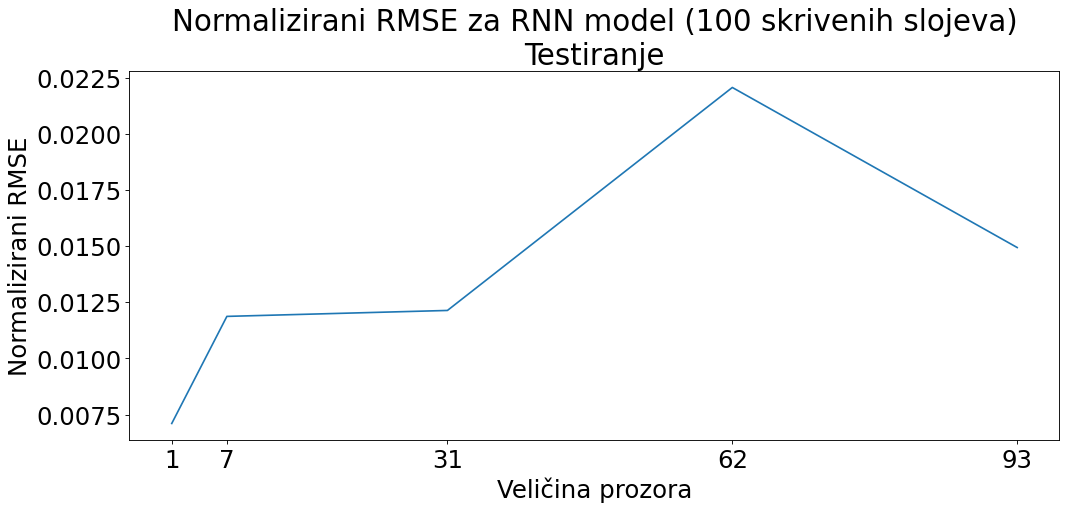 Normalizirani RMSE za RNN model (100 skrivenih slojeva)
Testiranje
Normalizirani RMSE
0.0225
0.0200
0.0175
0.0150
0.0125
0.0100
0.0075
1 7 31 62 93
Veličina prozora